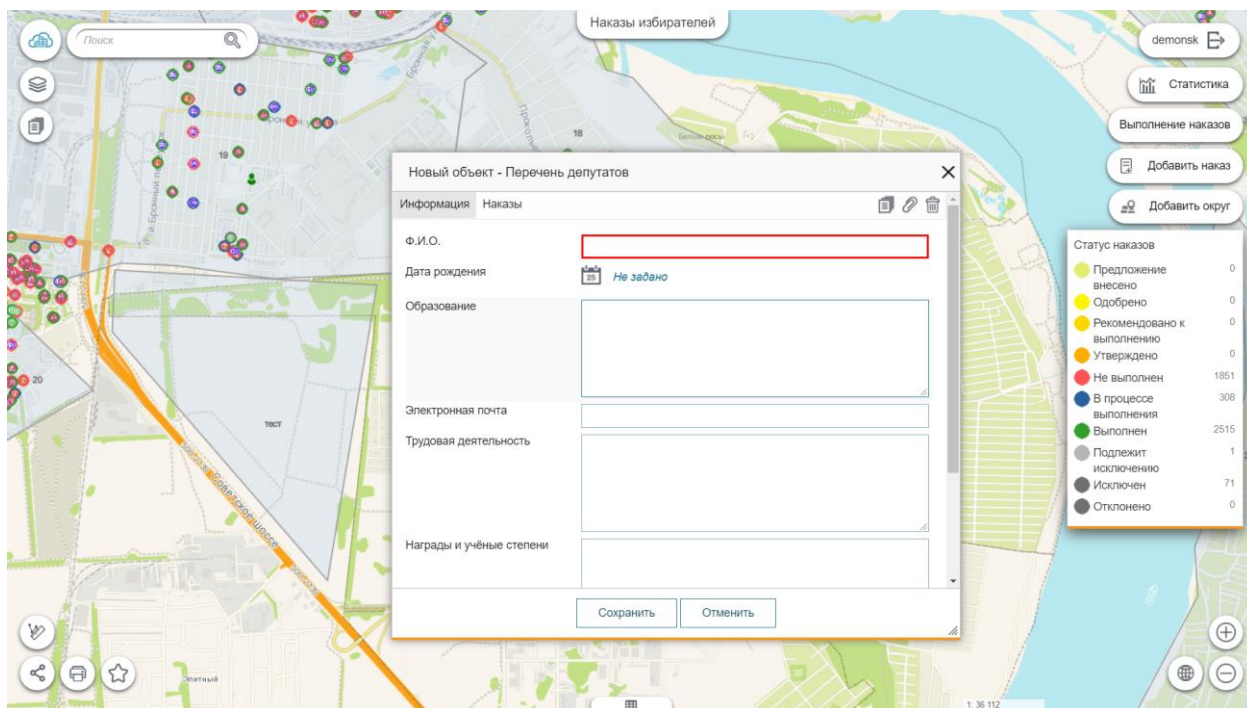 Наказы избирателей
Поиск
demonsk
Статистика
Выполнение наказов
Добавить наказ
Добавить округ
Статус наказов
Предложение внесено 0
Одобрено 0
Рекомендовано к выполнению 0
Утверждено 0
Не выполнен 1851
В процессе выполнения 308
Выполнен 2515
Подлежит исключению 1
Исключен 71
Отклонено 0
Новый объект - Перечень депутатов
Информация Наказы
Ф.И.О.
Дата рождения
25 Не задано
Образование
Электронная почта
Трудовая деятельность
Награды и учёные степени
Сохранить Отменить
18
19
20
тест
Советское шоссе
Белые росы
1: 36 112